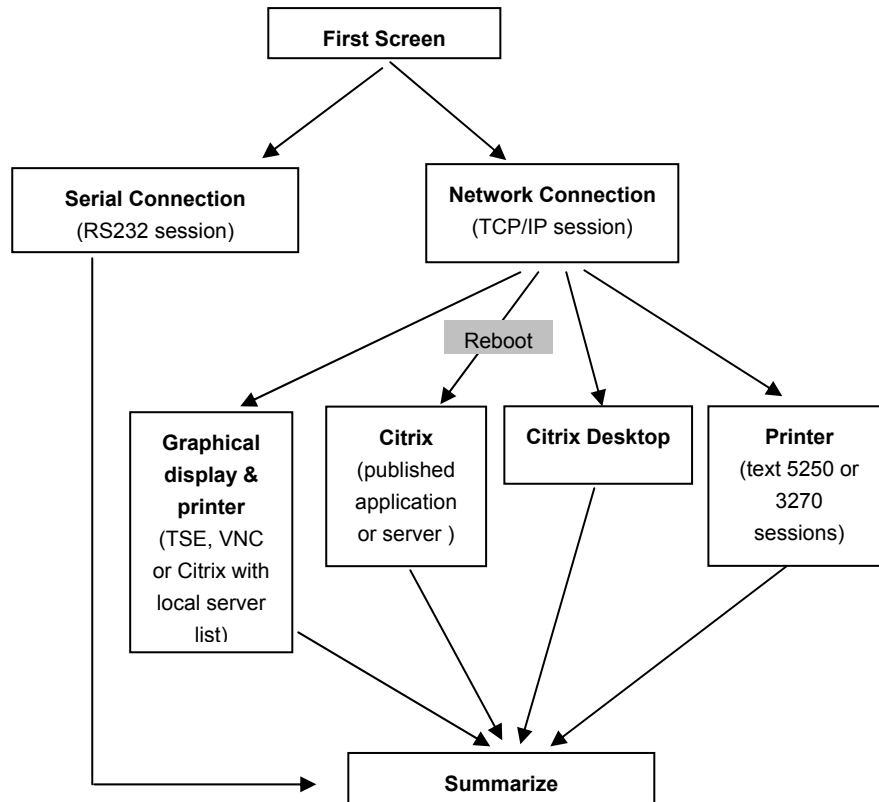 First Screen
Serial Connection
(RS232 session)
Network Connection
(TCP/IP session)
Reboot
Graphical
display &
printer
(TSE, VNC
or Citrix with
local server
list)
Citrix
(published
application
or server )
Citrix Desktop
Printer
(text 5250 or
3270
sessions)
Summarize